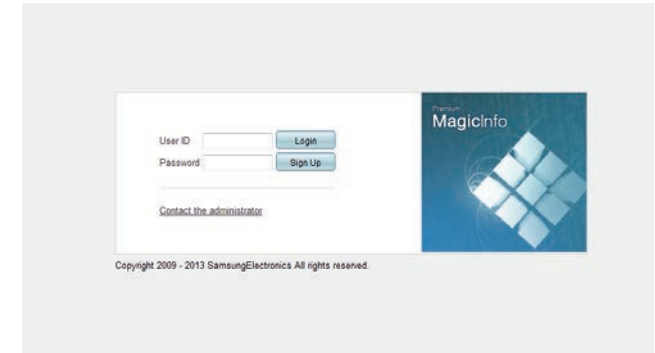 Premium
MagicInfo
User ID
Login
Password
Sign Up
Contact the administrator
Copyright 2009 - 2013 SamsungElectronics All rights reserved.